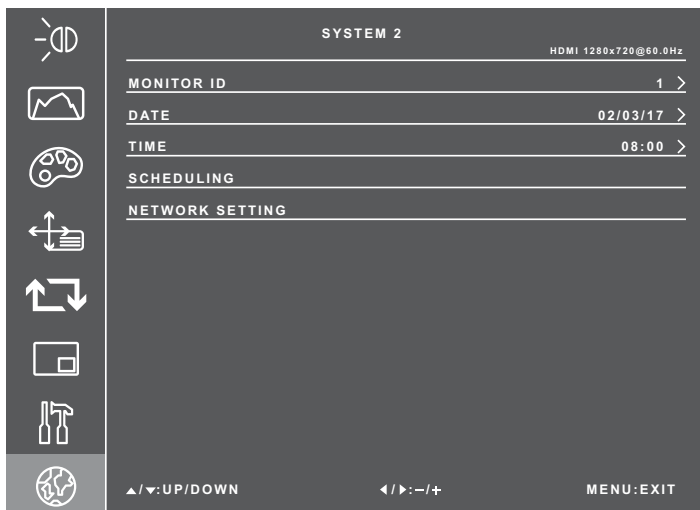 SYSTEM 2
HDMI 1280x720@60.0Hz
MONITOR ID 1 >
DATE 02/03/17 >
TIME 08:00 >
SCHEDULING
NETWORK SETTING
▲/▼:UP/DOWN ◀/▶:−/+ MENU:EXIT